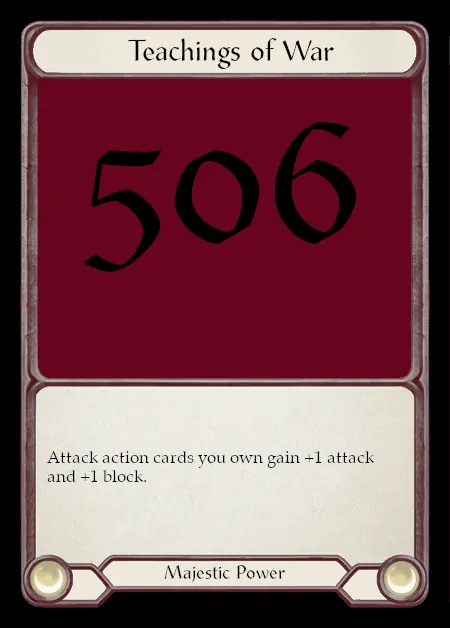 Teachings of War
506
Attack action cards you own gain +1 attack
and +1 block.
Majestic Power